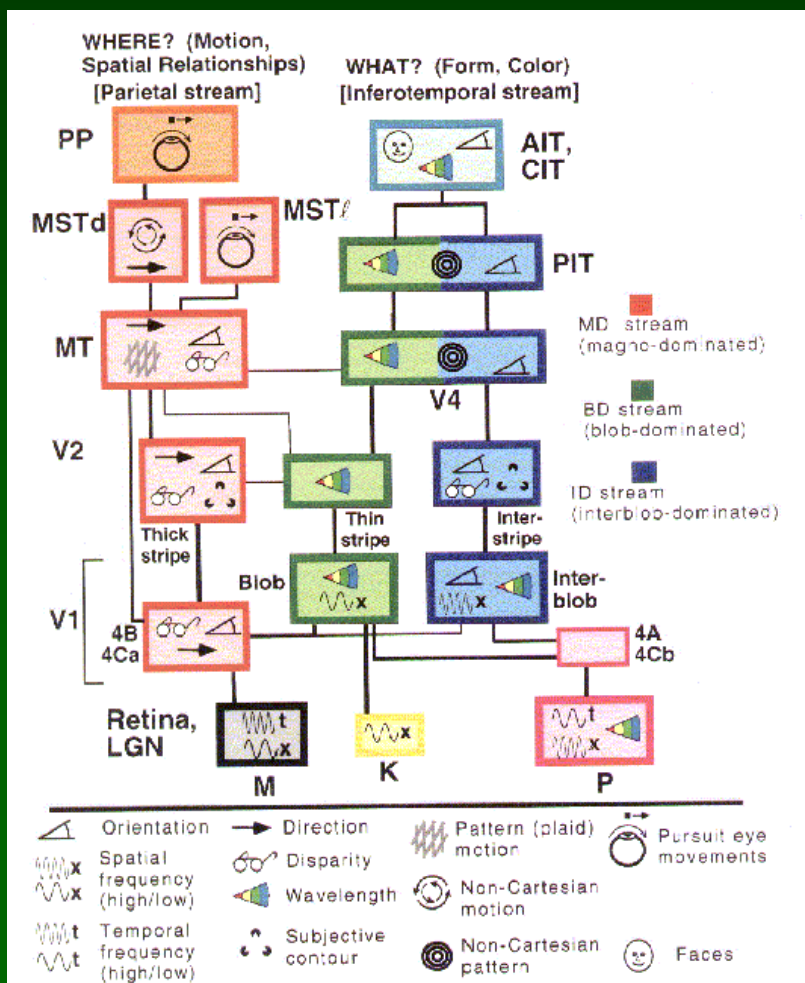 WHERE? (Motion,
Spatial Relationships)
[Parietal stream]
WHAT? (Form, Color)
[Inferotemporal stream]
PP
AIT,
CIT
MSTd
MSTℓ
PIT
MT
V4
MD stream
(magno-dominated)
BD stream
(blob-dominated)
ID stream
(interblob-dominated)
V2
Thick
stripe
Thin
stripe
Inter-
stripe
Blob
Inter-
blob
x
x
V1
4B
4Ca
4A
4Cb
Retina,
LGN
t
x
x
t
x
M
K
P
Orientation
Direction
Pattern (plaid)
motion
Pursuit eye
movements
x
x
Spatial
frequency
(high/low)
Disparity
Wavelength
Non-Cartesian
motion
t
t
Temporal
frequency
(high/low)
Subjective
contour
Non-Cartesian
pattern
Faces